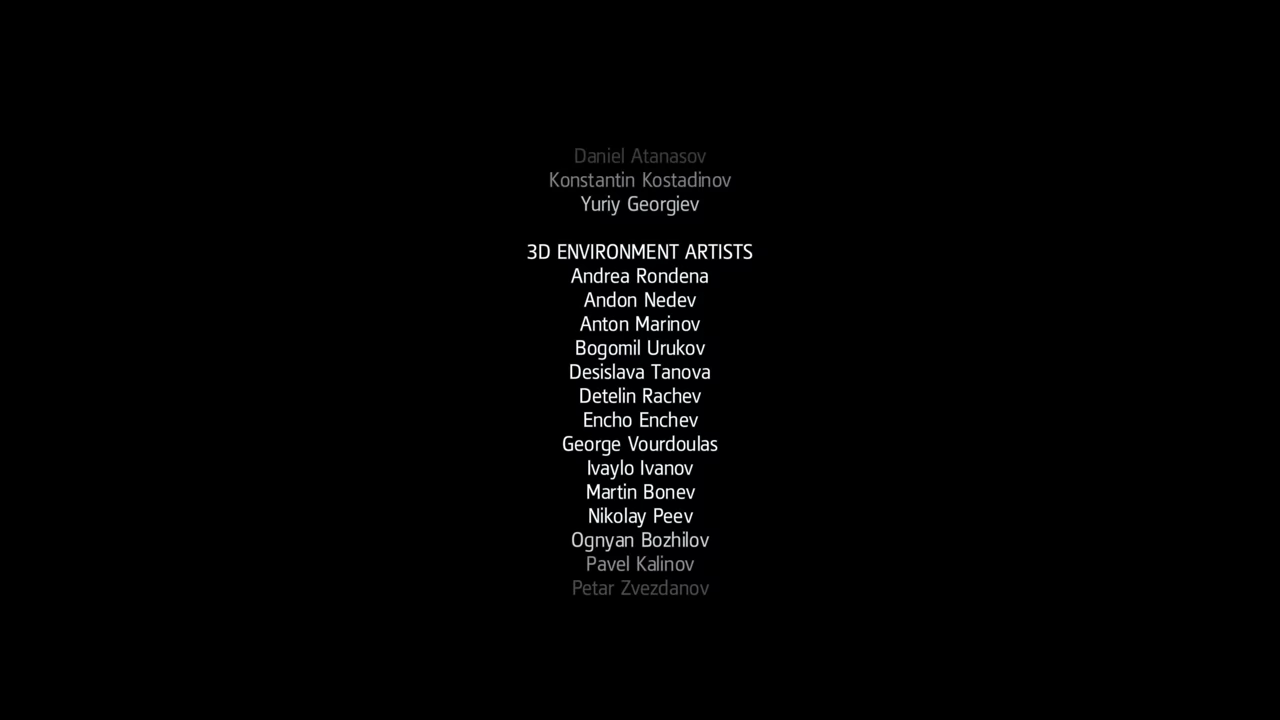 Daniel Atanasov
Konstantin Kostadinov
Yuriy Georgiev
3D ENVIRONMENT ARTISTS
Andrea Rondena
Andon Nedev
Anton Marinov
Bogomil Urukov
Desislava Tanova
Detelin Rachev
Encho Enchev
George Vourdoulas
Ivaylo Ivanov
Martin Bonev
Nikolay Peev
Ognyan Bozhilov
Pavel Kalinov
Petar Zvezdanov